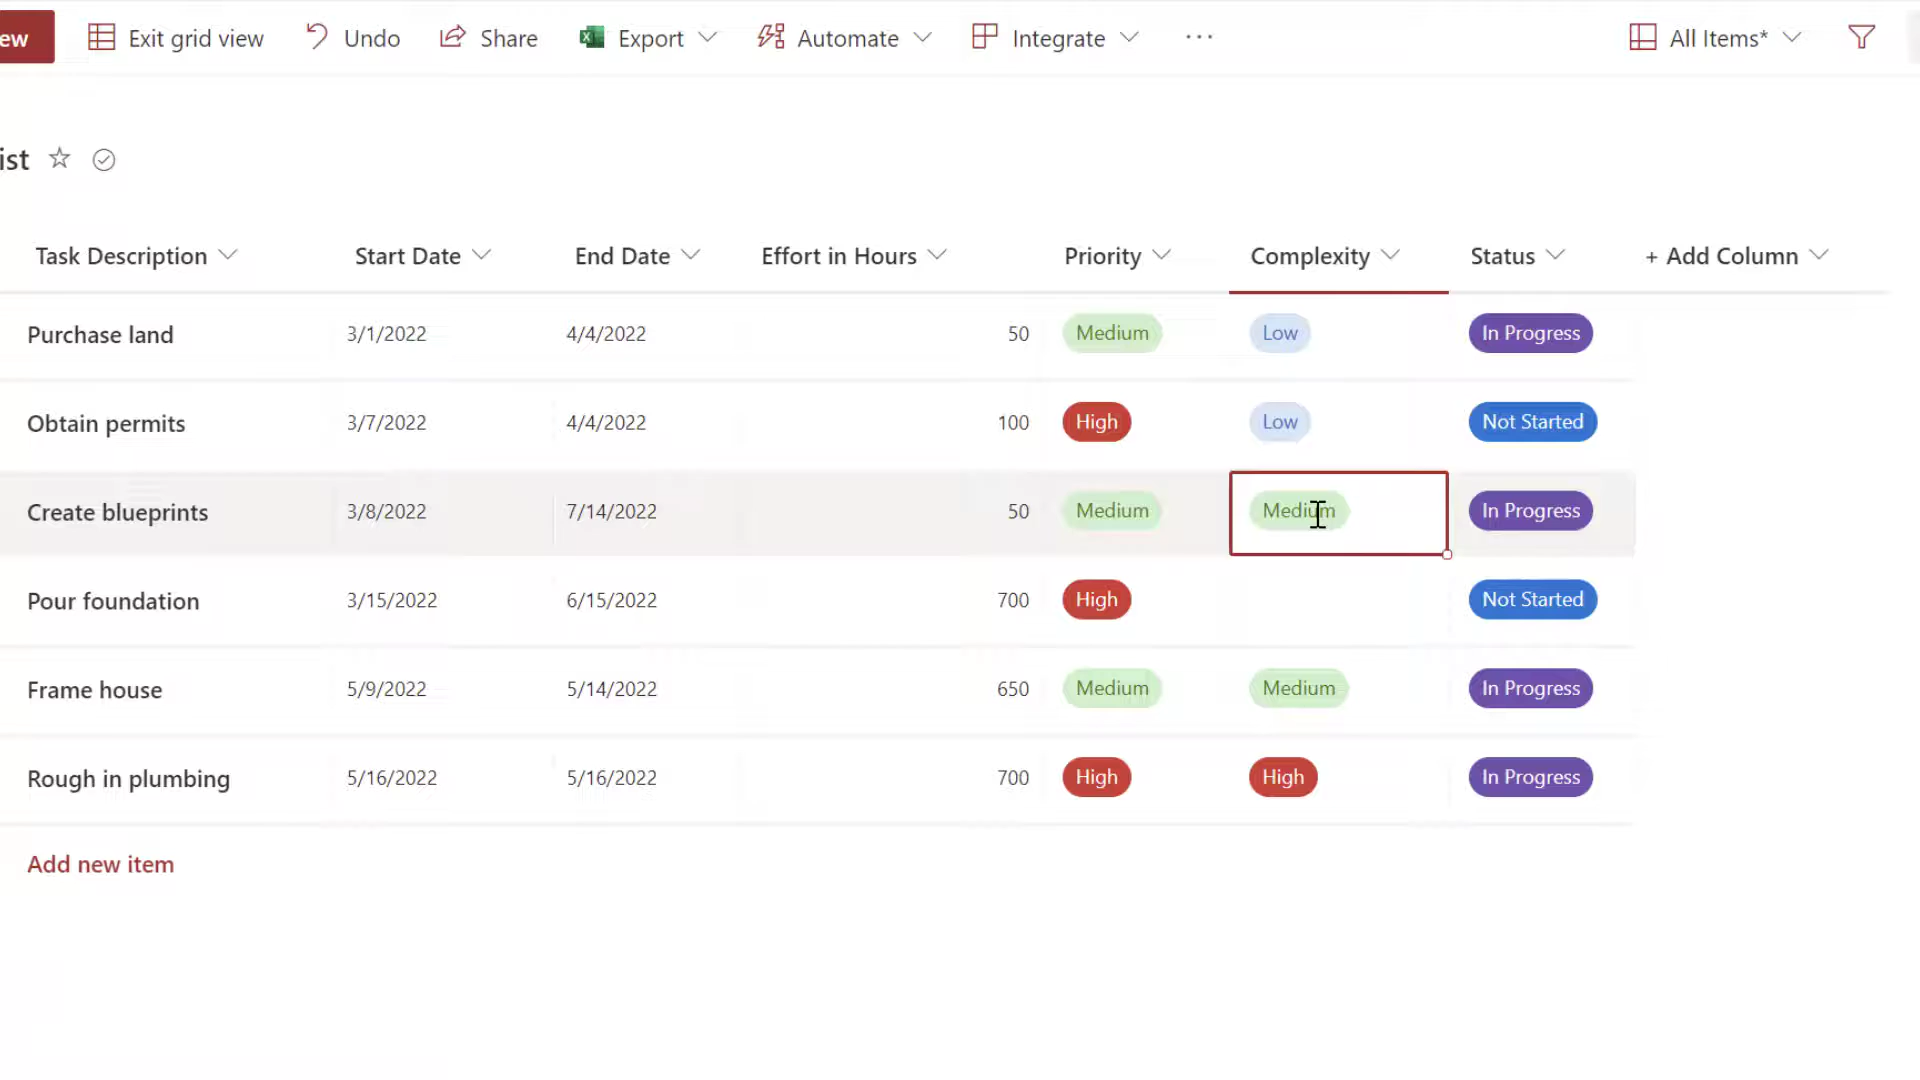 ew Exit grid view Undo Share Export Automate Integrate ... All Items*
ist
Task Description Start Date End Date Effort in Hours Priority Complexity Status + Add Column
Purchase land 3/1/2022 4/4/2022 50 Medium Low In Progress
Obtain permits 3/7/2022 4/4/2022 100 High Low Not Started
Create blueprints 3/8/2022 7/14/2022 50 Medium Medium In Progress
Pour foundation 3/15/2022 6/15/2022 700 High Not Started
Frame house 5/9/2022 5/14/2022 650 Medium Medium In Progress
Rough in plumbing 5/16/2022 5/16/2022 700 High High In Progress
Add new item